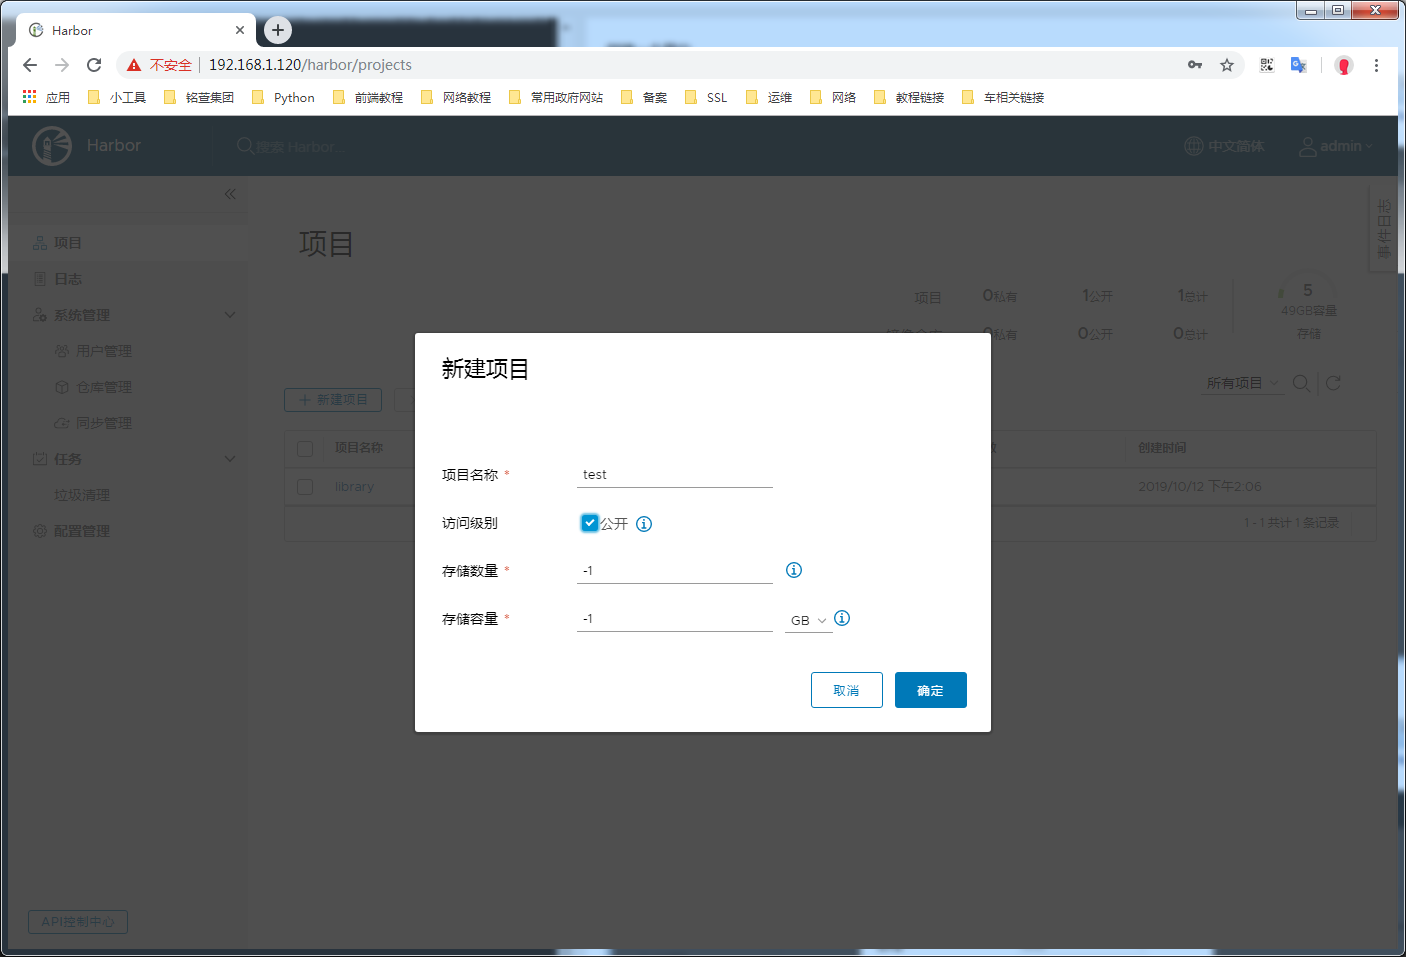 Harbor
不安全 192.168.1.120/harbor/projects
应用 小工具 铭萱集团 Python 前端教程 网络教程 常用政府网站 备案 SSL 运维 网络 教程链接 车相关链接
Harbor 搜索 Harbor... 中文简体 admin
事件日志
项目
日志
系统管理
用户管理
仓库管理
同步管理
任务
垃圾清理
配置管理
API控制中心
项目
项目 0私有 1公开 1总计
0私有 0公开 0总计
5
49GB容量
存储
新建项目
所有项目
项目名称 创建时间
library 2019/10/12 下午2:06
1 - 1 共计 1 条记录
新建项目
项目名称 * test
访问级别 公开
存储数量 * -1
存储容量 * -1 GB
取消 确定